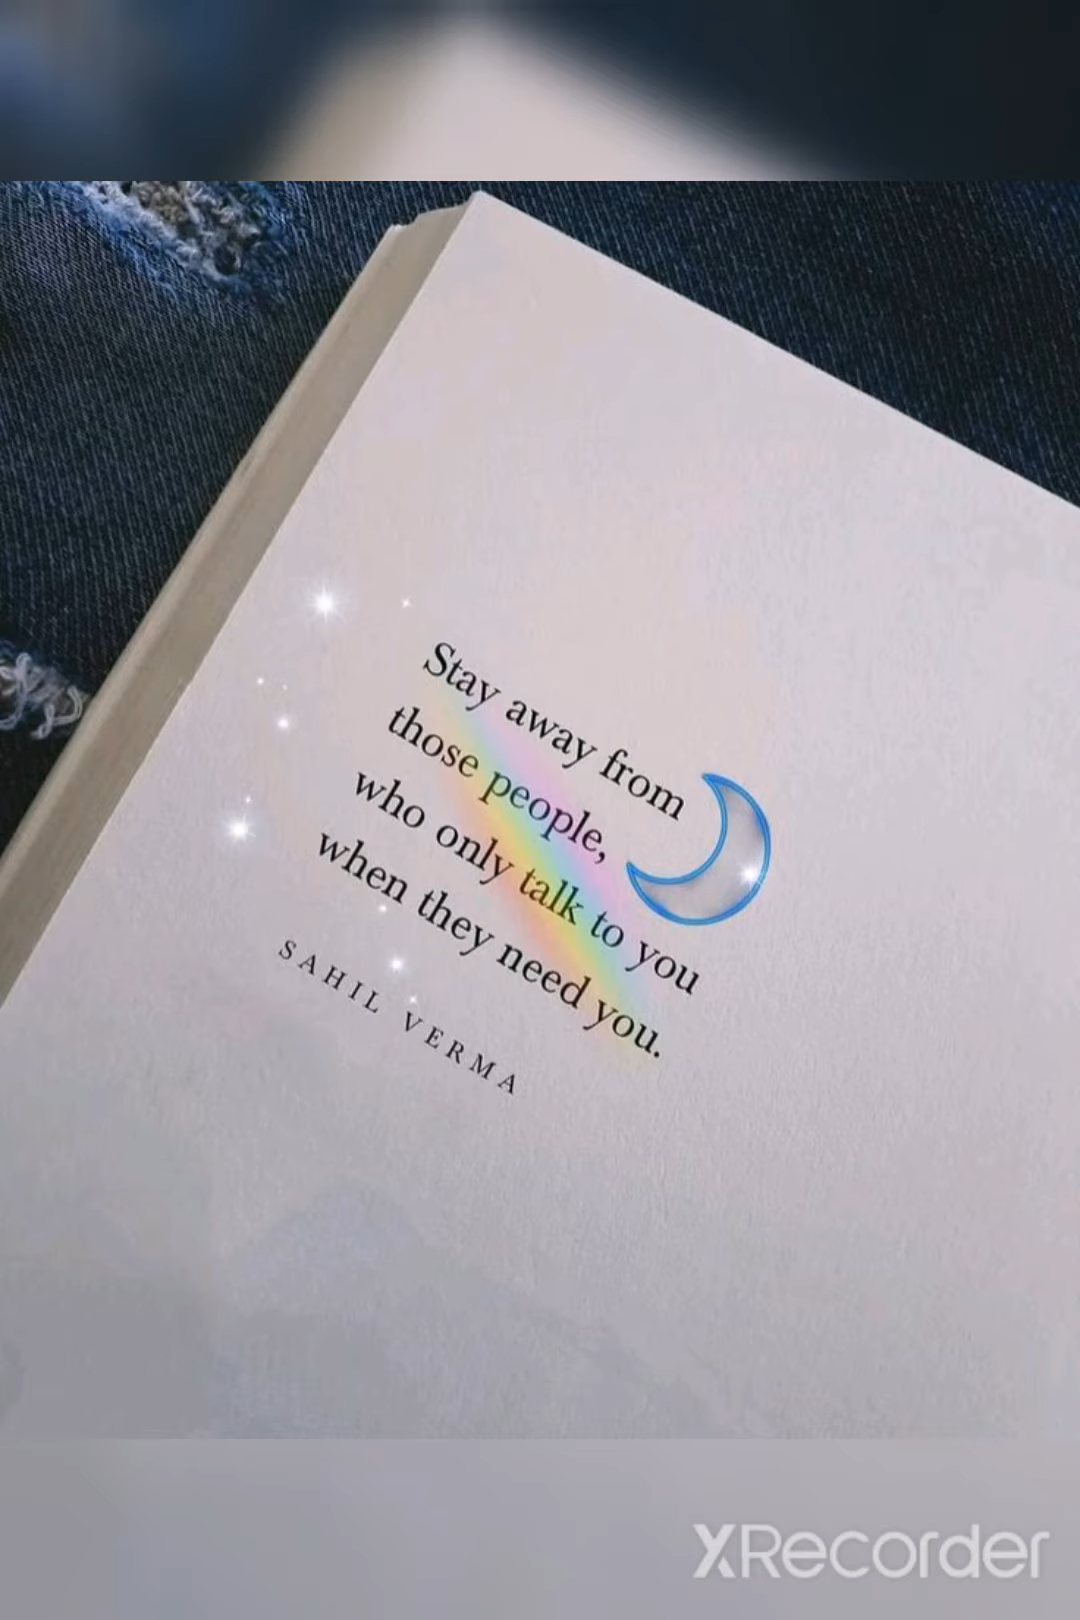 Stay away from
those people,
who only talk to you
when they need you.
SAHIL VERMA
XRecorder